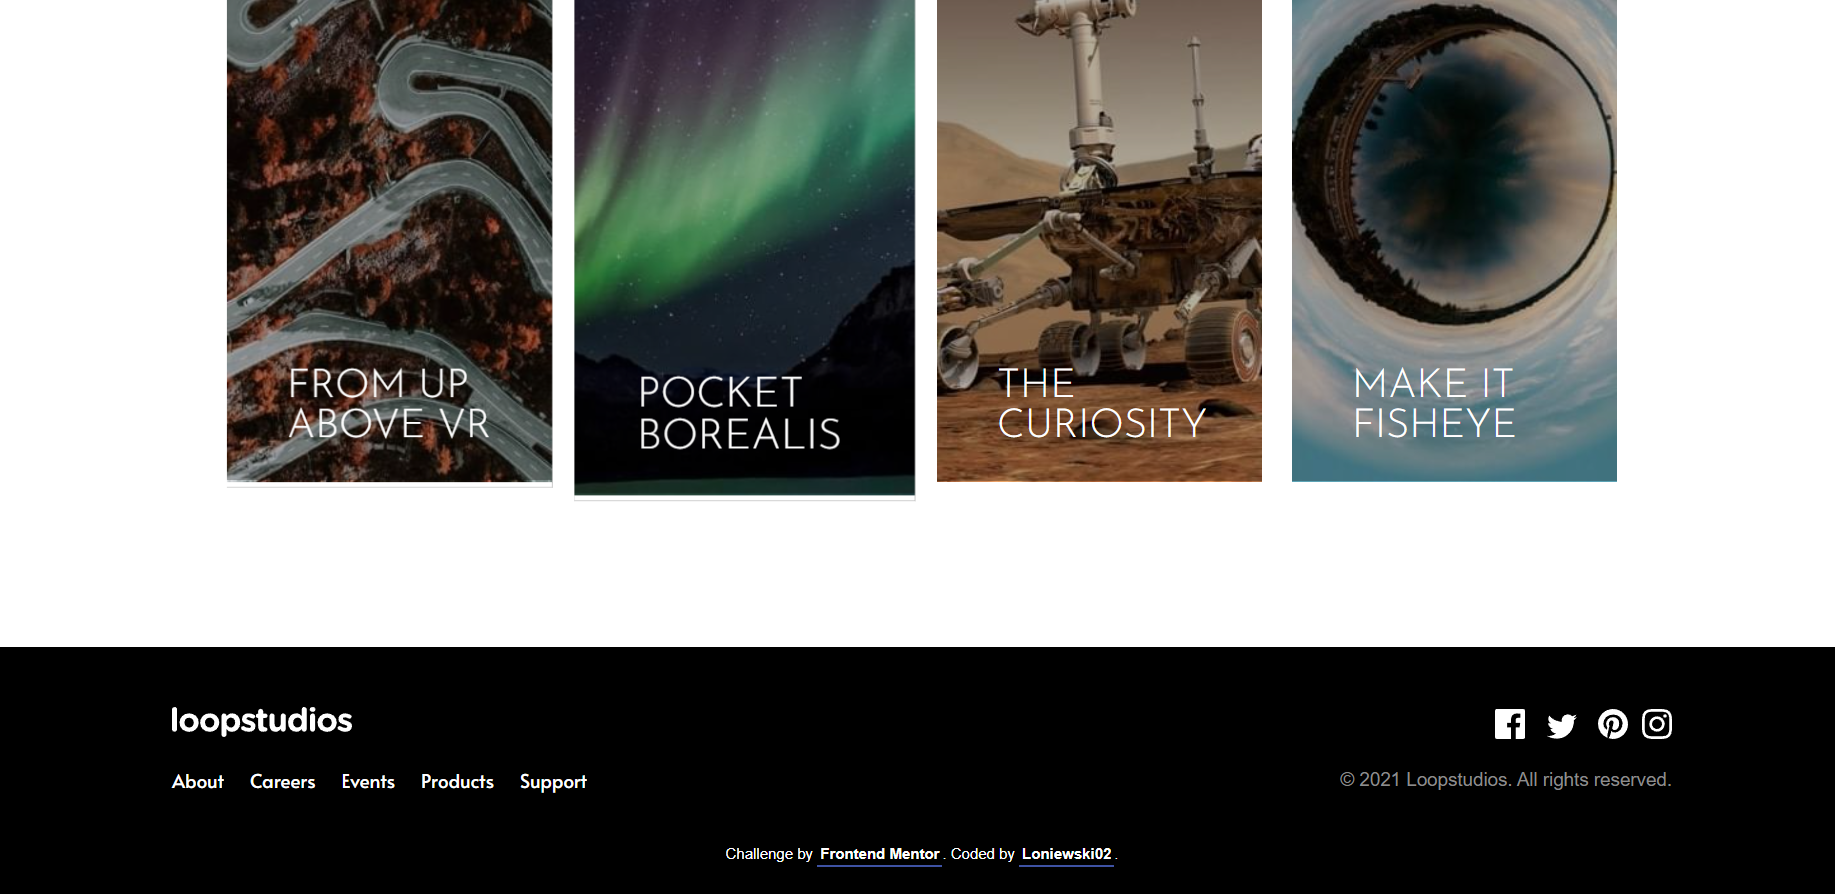 FROM UP
ABOVE VR
POCKET
BOREALIS
THE
CURIOSITY
MAKE IT
FISHEYE
loopstudios
About Careers Events Products Support
© 2021 Loopstudios. All rights reserved.
Challenge by Frontend Mentor. Coded by Loniewski02.